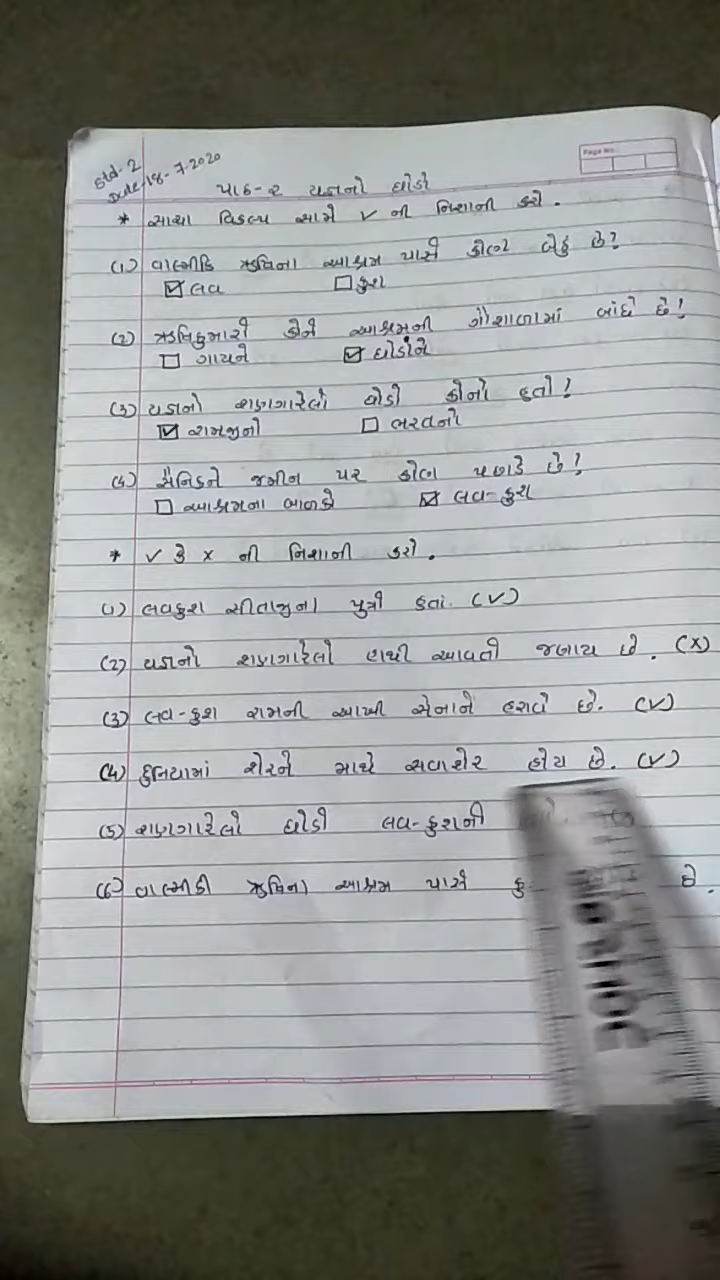 Std-2
Date-18-7-2020
Page No.
પાઠ-૨ યજ્ઞનો ઘોડો
* સાચા વિકલ્પ સામે ✓ ની નિશાની કરો.
(1) વાલ્મીકિ ઋષિના આશ્રમ પાસે કોણ બેઠું છે?
☑ લવ ☐ કુશ
(2) ઋષિકુમારો કોને આશ્રમની ગૌશાળામાં બાંધે છે?
☐ ગાયને ☑ ઘોડાને
(3) યજ્ઞનો શણગારેલો ઘોડો કોનો હતો?
☑ રામજીનો ☐ ભરતનો
(4) સૈનિકને જમીન પર કોણ પછાડે છે?
☐ આશ્રમના બાળકો ☑ લવ-કુશ
* ✓ કે × ની નિશાની કરો.
(1) લવકુશ સીતાજીના પુત્રો હતાં. (✓)
(2) યજ્ઞનો શણગારેલો હાથી આવતો જણાય છે. (×)
(3) લવ-કુશ રામની આખી સેનાને હરાવે છે. (✓)
(4) દુનિયામાં શેરને માથે સવાશેર હોય છે. (✓)
(5) શણગારેલો ઘોડો લવ-કુશની
(6) વાલ્મીકી ઋષિના આશ્રમ પાસે છે.